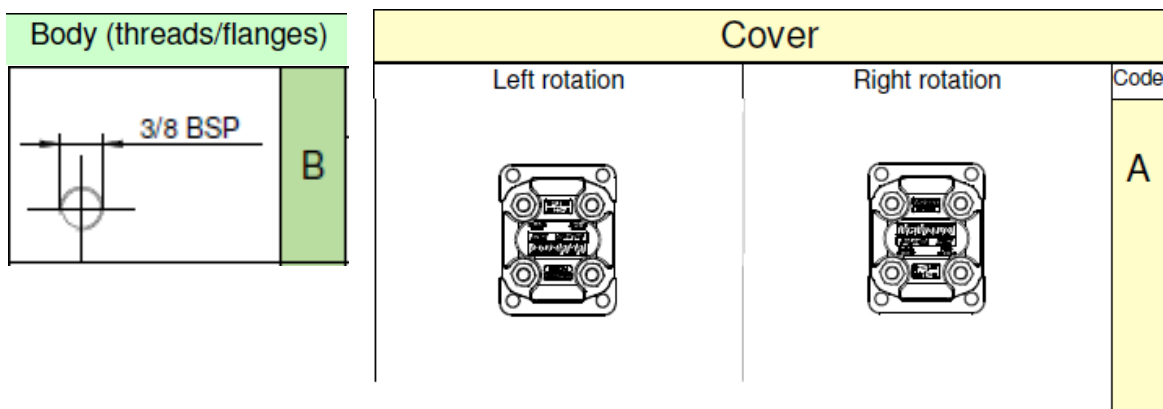 Body (threads/flanges)
3/8 BSP
B
Cover
Left rotation
Right rotation
Code
A